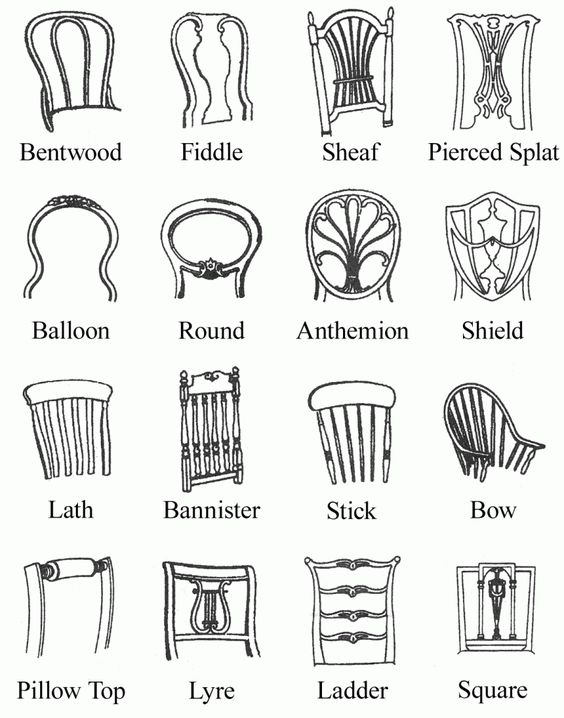 Bentwood Fiddle Sheaf Pierced Splat
Balloon Round Anthemion Shield
Lath Bannister Stick Bow
Pillow Top Lyre Ladder Square